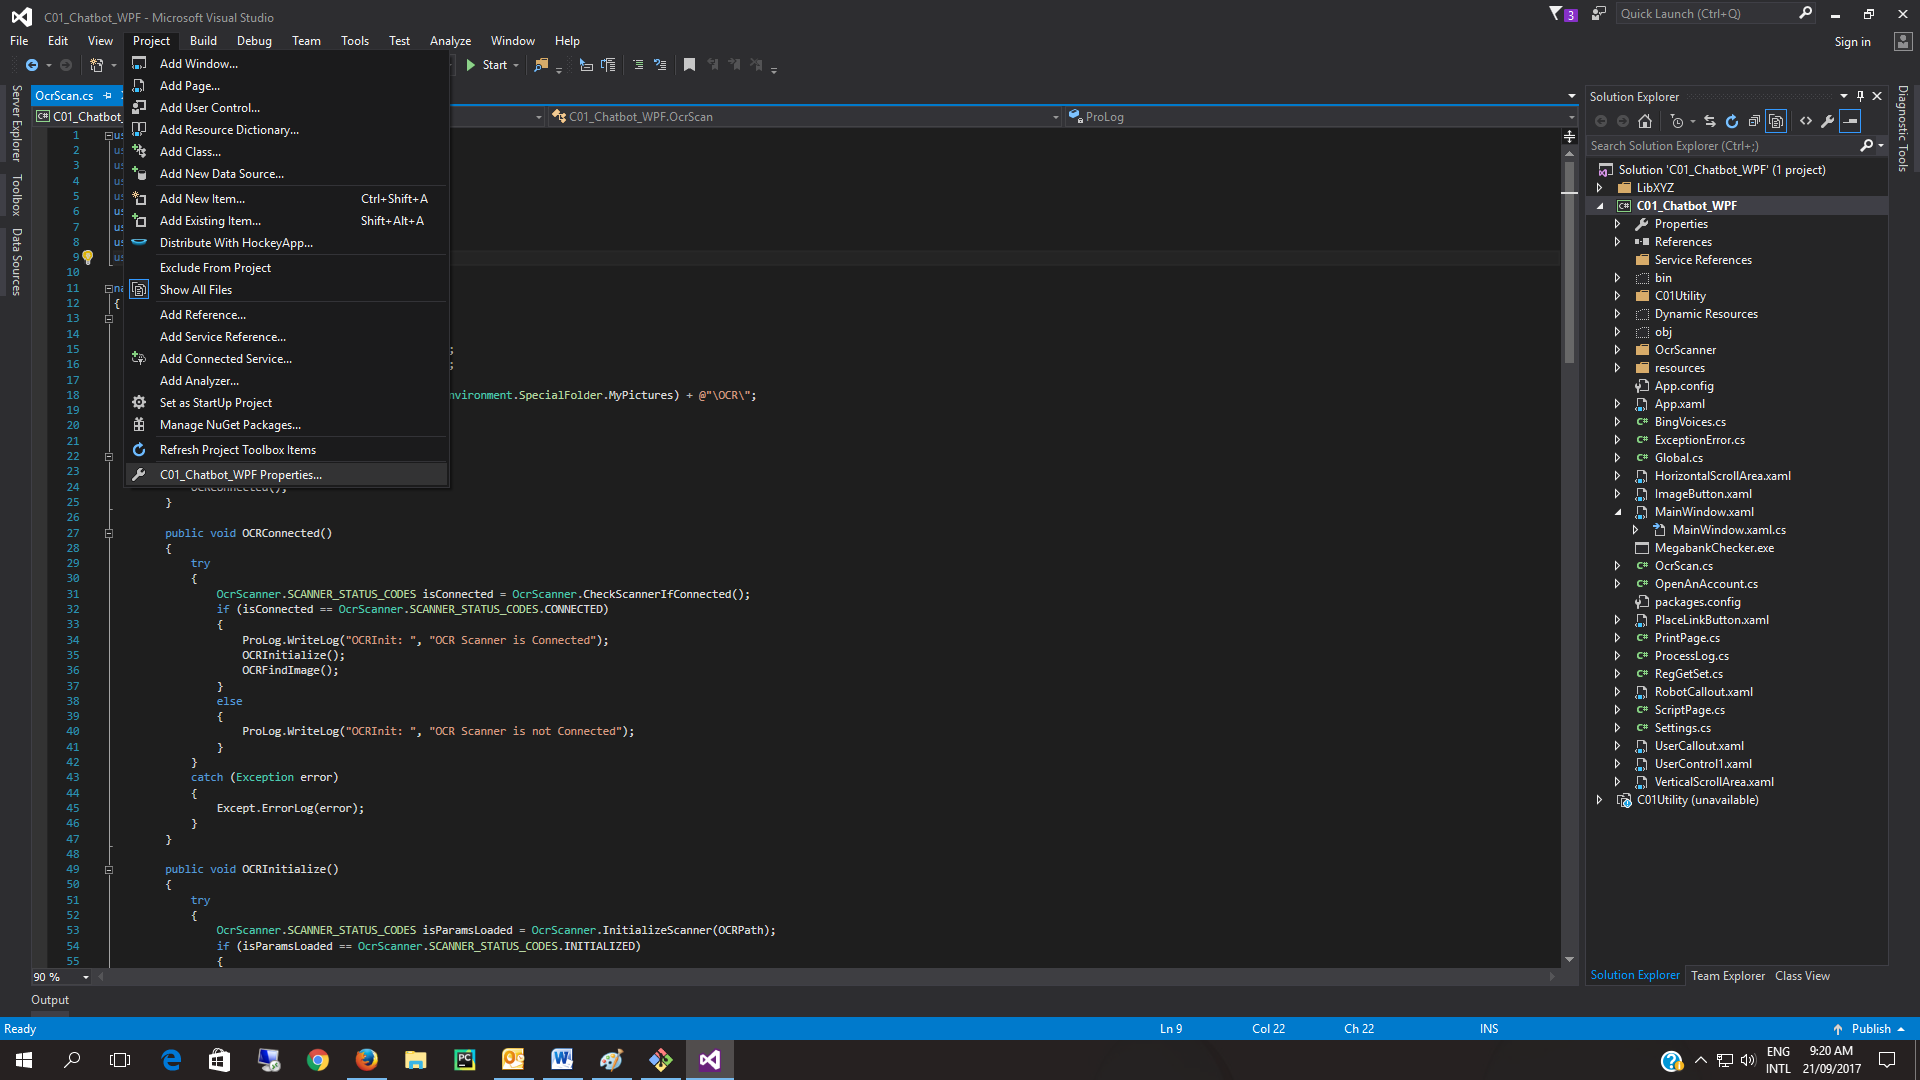 C01_Chatbot_WPF - Microsoft Visual Studio
3
Quick Launch (Ctrl+Q)
File Edit View Project Build Debug Team Tools Test Analyze Window Help
Sign in
Start
Server Explorer
Toolbox
Data Sources
OcrScan.cs
C01_Chatbot_
C01_Chatbot_WPF.OcrScan
ProLog
Add Window...
Add Page...
Add User Control...
Add Resource Dictionary...
Add Class...
Add New Data Source...
Add New Item... Ctrl+Shift+A
Add Existing Item... Shift+Alt+A
Distribute With HockeyApp...
Exclude From Project
Show All Files
Add Reference...
Add Service Reference...
Add Connected Service...
Add Analyzer...
Set as StartUp Project
Manage NuGet Packages...
Refresh Project Toolbox Items
C01_Chatbot_WPF Properties...
1 us
2 us
3 us
4 us
5 us
6 us
7 us
8 us
9 us
10
11 na
12 {
13
14
15 ;
16 ;
17
18 nvironment.SpecialFolder.MyPictures) + @"\OCR\";
19
20
21
22
23
24 OCRConnected();
25 }
26
27 public void OCRConnected()
28 {
29 try
30 {
31 OcrScanner.SCANNER_STATUS_CODES isConnected = OcrScanner.CheckScannerIfConnected();
32 if (isConnected == OcrScanner.SCANNER_STATUS_CODES.CONNECTED)
33 {
34 ProLog.WriteLog("OCRInit: ", "OCR Scanner is Connected");
35 OCRInitialize();
36 OCRFindImage();
37 }
38 else
39 {
40 ProLog.WriteLog("OCRInit: ", "OCR Scanner is not Connected");
41 }
42 }
43 catch (Exception error)
44 {
45 Except.ErrorLog(error);
46 }
47 }
48
49 public void OCRInitialize()
50 {
51 try
52 {
53 OcrScanner.SCANNER_STATUS_CODES isParamsLoaded = OcrScanner.InitializeScanner(OCRPath);
54 if (isParamsLoaded == OcrScanner.SCANNER_STATUS_CODES.INITIALIZED)
55 {
90 %
Output
Solution Explorer
Search Solution Explorer (Ctrl+;)
Solution 'C01_Chatbot_WPF' (1 project)
LibXYZ
C# C01_Chatbot_WPF
Properties
References
Service References
bin
C01Utility
Dynamic Resources
obj
OcrScanner
resources
App.config
App.xaml
C# BingVoices.cs
C# ExceptionError.cs
C# Global.cs
HorizontalScrollArea.xaml
ImageButton.xaml
MainWindow.xaml
MainWindow.xaml.cs
MegabankChecker.exe
C# OcrScan.cs
C# OpenAnAccount.cs
packages.config
PlaceLinkButton.xaml
C# PrintPage.cs
C# ProcessLog.cs
C# RegGetSet.cs
RobotCallout.xaml
C# ScriptPage.cs
C# Settings.cs
UserCallout.xaml
UserControl1.xaml
VerticalScrollArea.xaml
C01Utility (unavailable)
Solution Explorer Team Explorer Class View
Diagnostic Tools
Ready
Ln 9 Col 22 Ch 22 INS
Publish
ENG
INTL
9:20 AM
21/09/2017